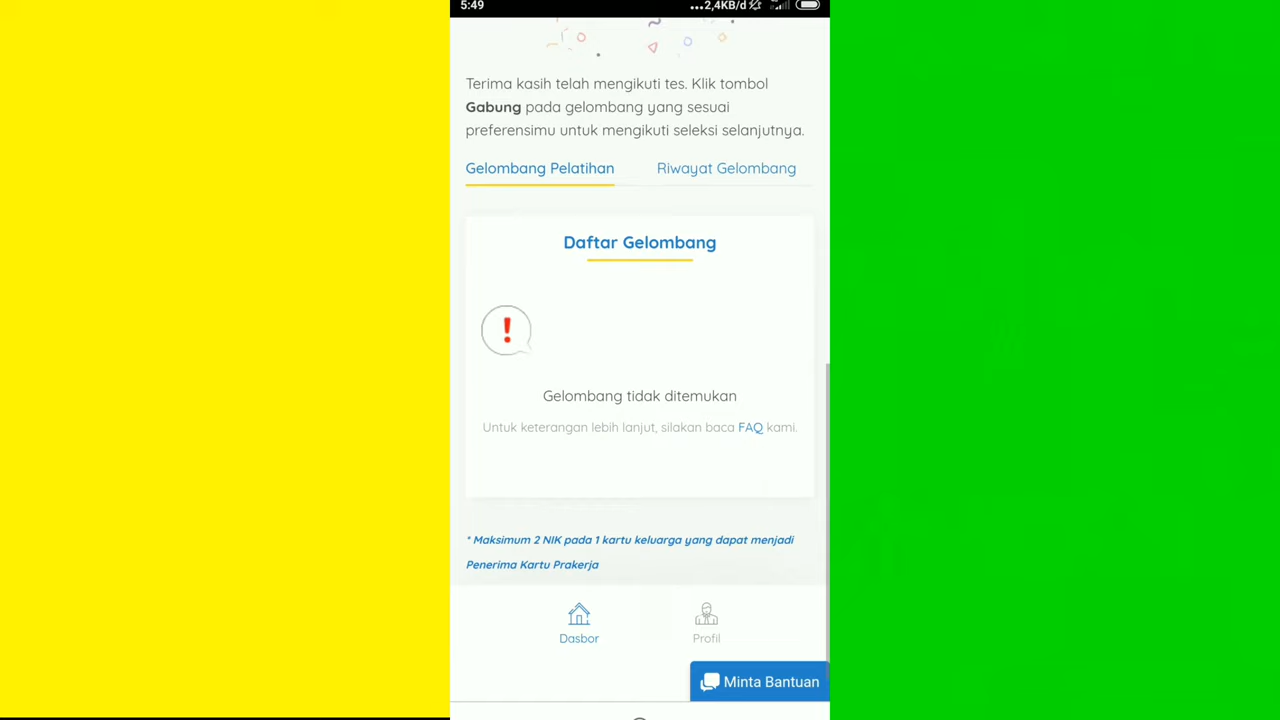 5:49
...2,4KB/d
Terima kasih telah mengikuti tes. Klik tombol
Gabung pada gelombang yang sesuai
preferensimu untuk mengikuti seleksi selanjutnya.
Gelombang Pelatihan
Riwayat Gelombang
Daftar Gelombang
!
Gelombang tidak ditemukan
Untuk keterangan lebih lanjut, silakan baca FAQ kami.
* Maksimum 2 NIK pada 1 kartu keluarga yang dapat menjadi
Penerima Kartu Prakerja
Dasbor
Profil
Minta Bantuan